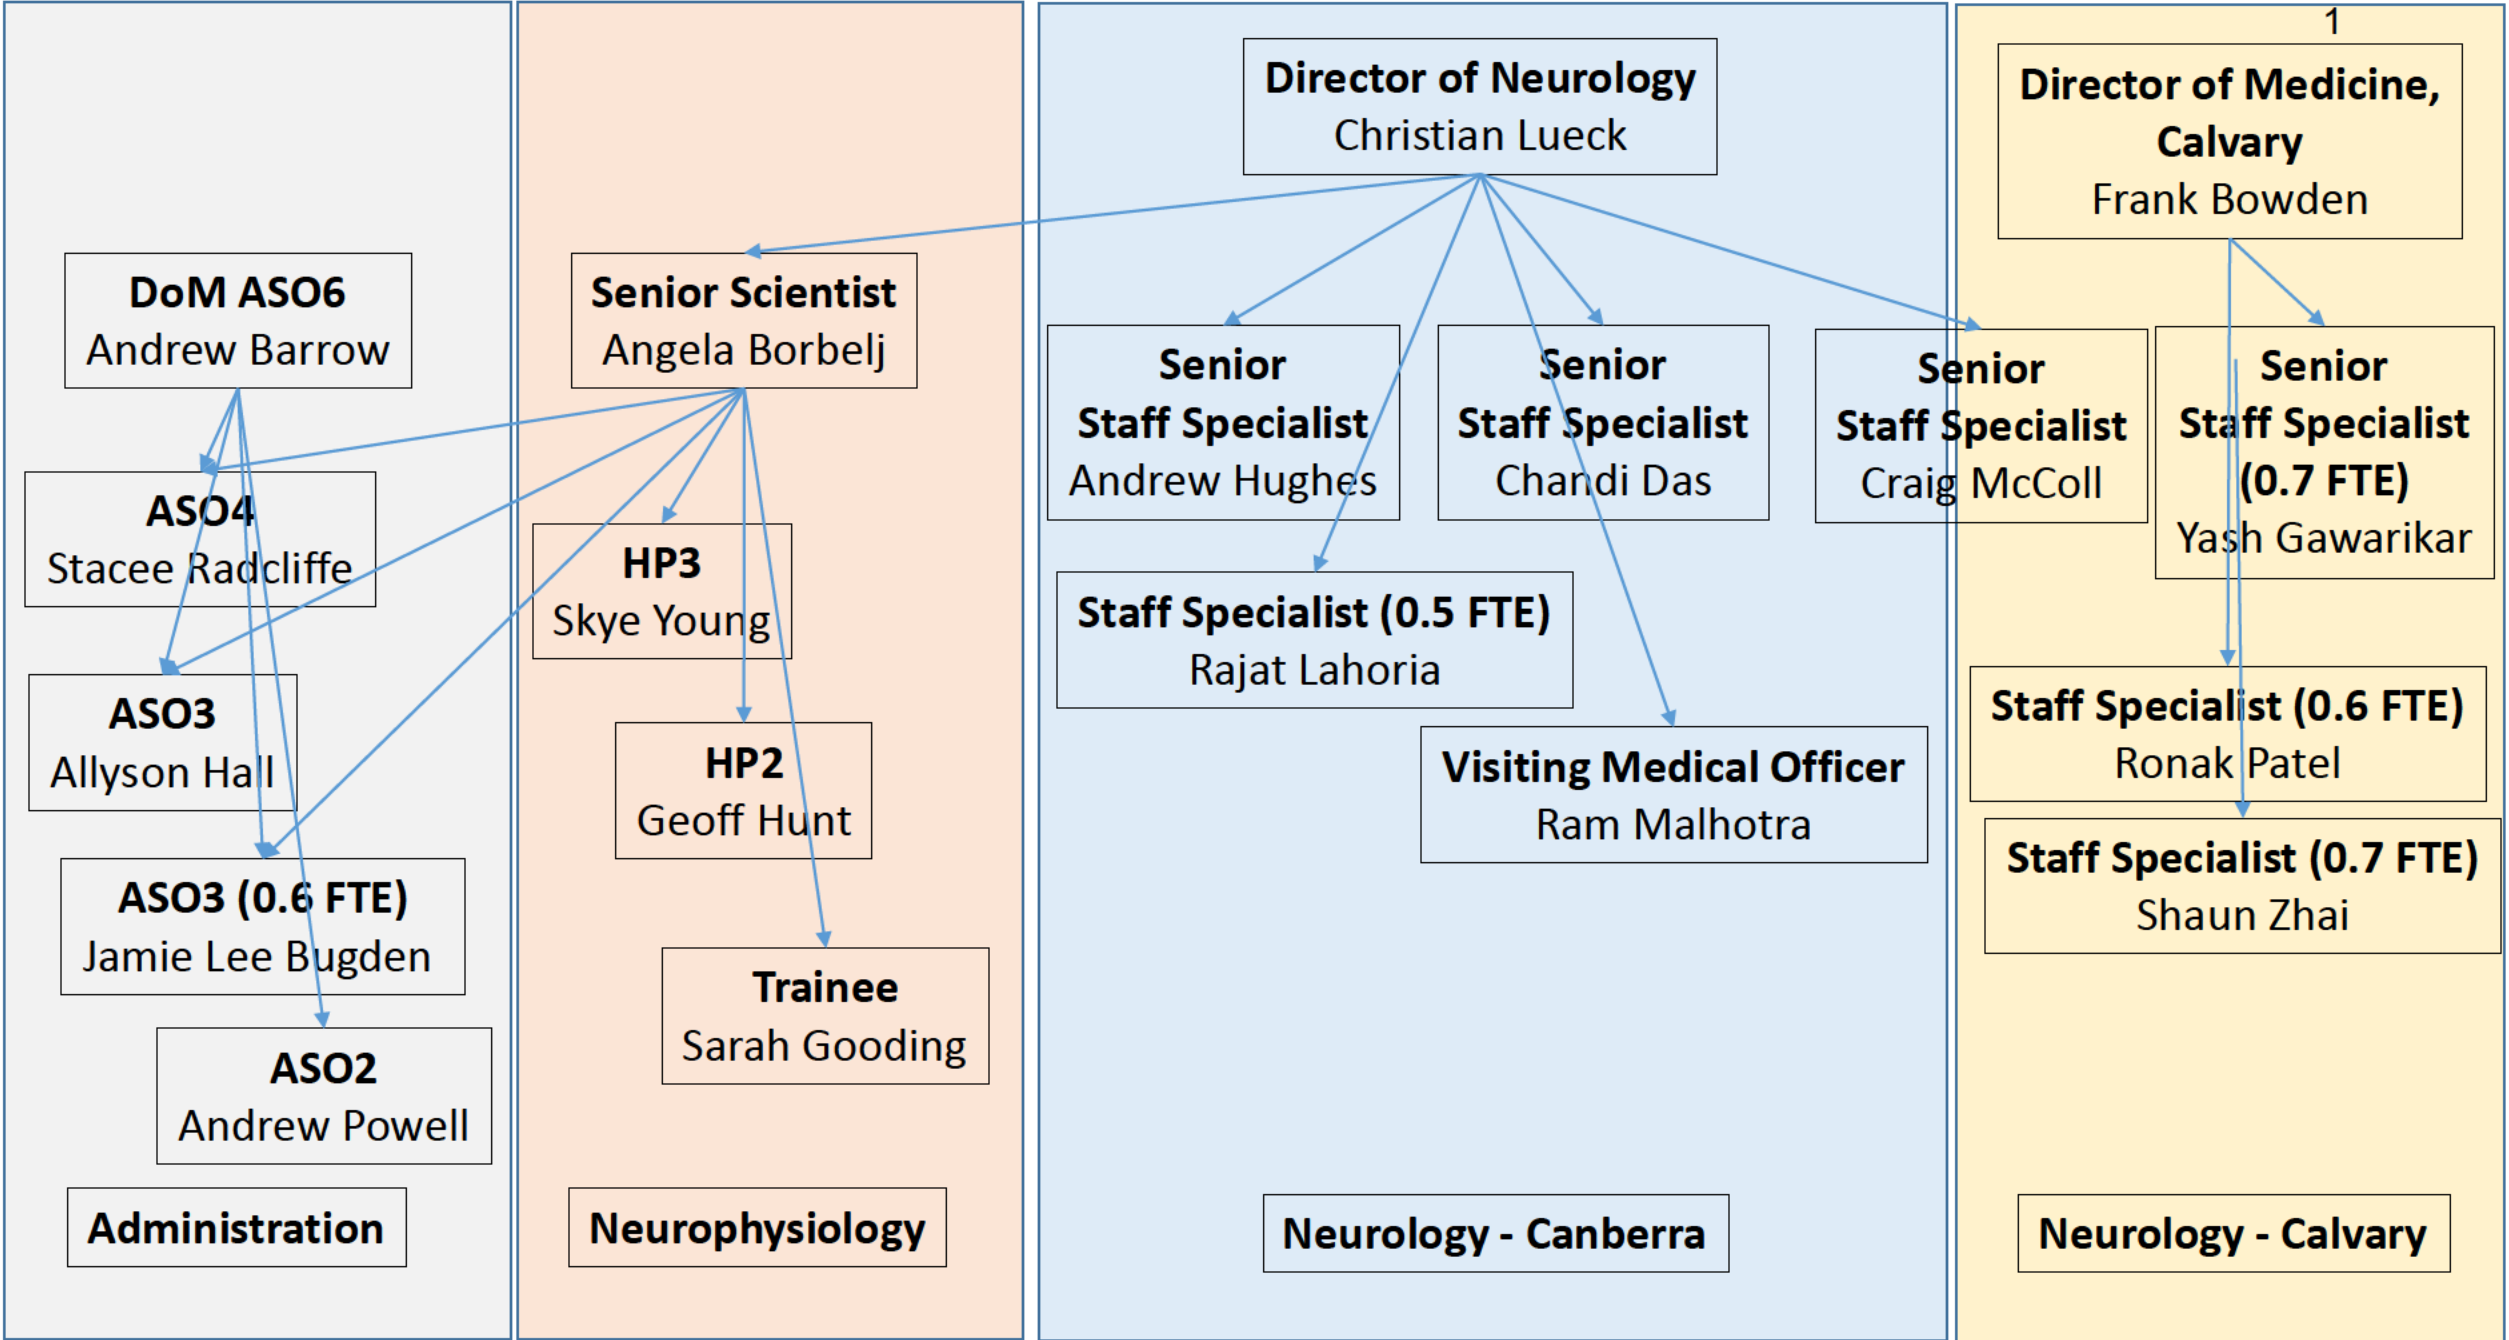 1
DoM ASO6
Andrew Barrow
ASO4
Stacee Radcliffe
ASO3
Allyson Hall
ASO3 (0.6 FTE)
Jamie Lee Bugden
ASO2
Andrew Powell
Administration
Senior Scientist
Angela Borbelj
HP3
Skye Young
HP2
Geoff Hunt
Trainee
Sarah Gooding
Neurophysiology
Director of Neurology
Christian Lueck
Senior
Staff Specialist
Andrew Hughes
Senior
Staff Specialist
Chandi Das
Senior
Staff Specialist
Craig McColl
Staff Specialist (0.5 FTE)
Rajat Lahoria
Visiting Medical Officer
Ram Malhotra
Neurology - Canberra
Director of Medicine,
Calvary
Frank Bowden
Senior
Staff Specialist
(0.7 FTE)
Yash Gawarikar
Staff Specialist (0.6 FTE)
Ronak Patel
Staff Specialist (0.7 FTE)
Shaun Zhai
Neurology - Calvary